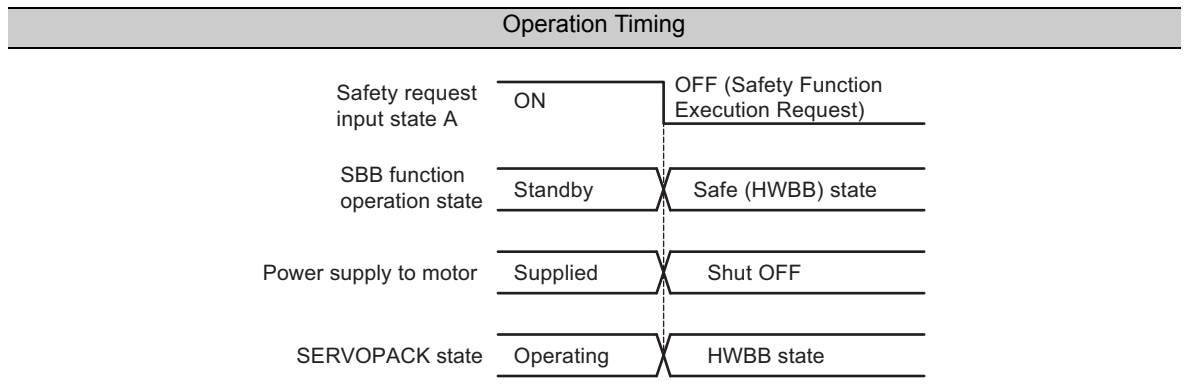 Operation Timing
Safety request
input state A
ON
OFF (Safety Function
Execution Request)
SBB function
operation state
Standby
Safe (HWBB) state
Power supply to motor
Supplied
Shut OFF
SERVOPACK state
Operating
HWBB state